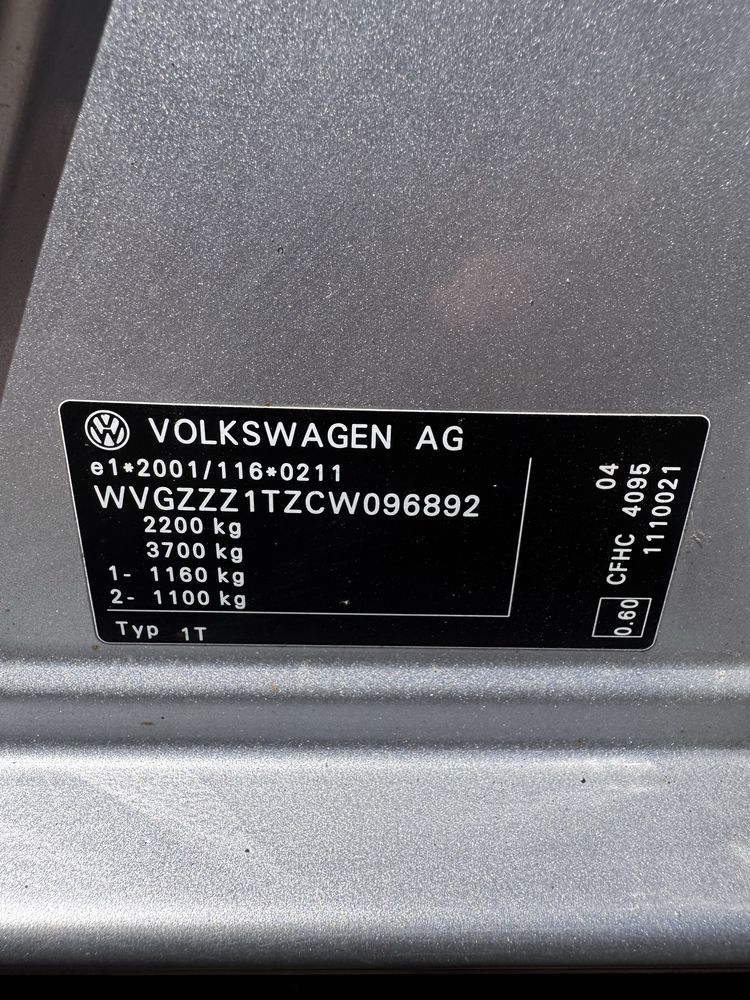 VOLKSWAGEN AG
e1*2001/116*0211
WVGZZZ1TZCW096892
2200 kg
3700 kg
1- 1160 kg
2- 1100 kg
Typ 1T
04
CFHC 4095
1110021
0.60